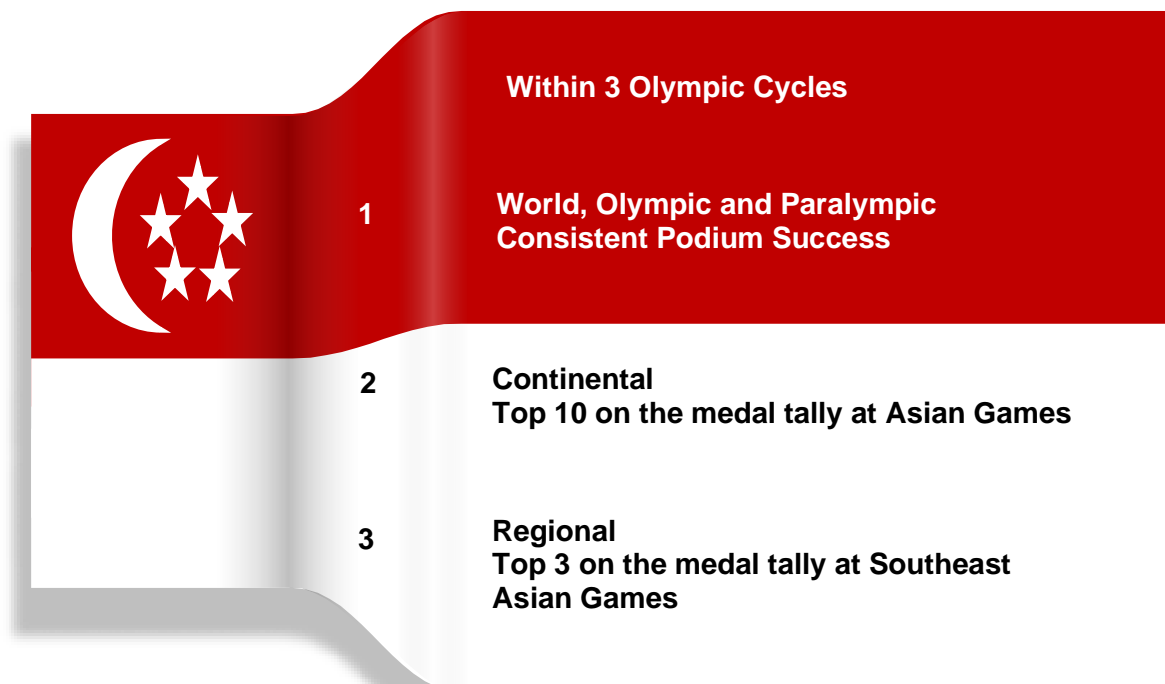 Within 3 Olympic Cycles
1
World, Olympic and Paralympic
Consistent Podium Success
2
Continental
Top 10 on the medal tally at Asian Games
3
Regional
Top 3 on the medal tally at Southeast
Asian Games